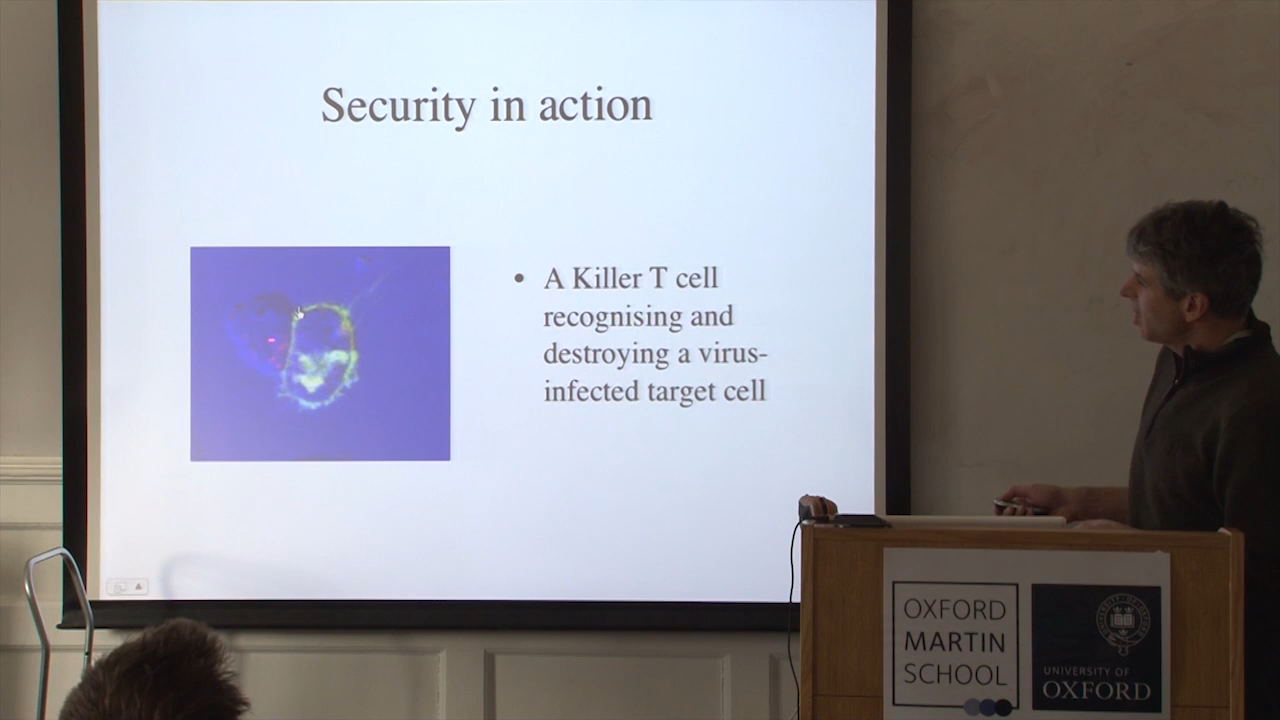 Security in action
• A Killer T cell
recognising and
destroying a virus-
infected target cell
OXFORD
MARTIN
SCHOOL
UNIVERSITY OF
OXFORD